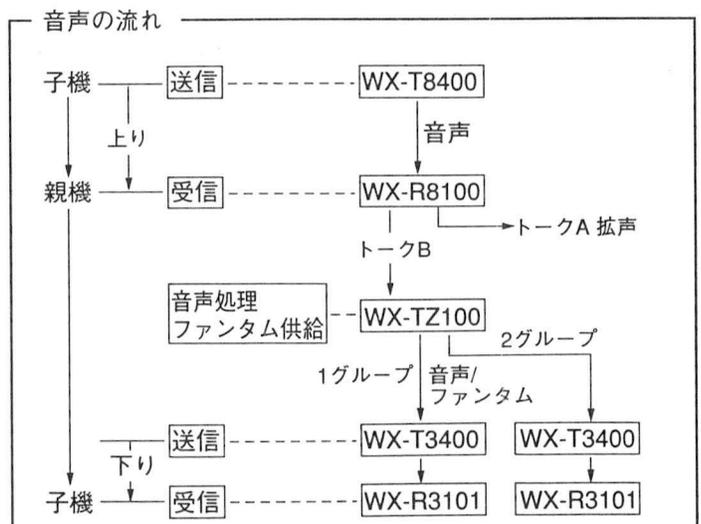 音声の流れ
子機 送信 WX-T8400
上り 音声
親機 受信 WX-R8100
トークA 拡声
トークB
音声処理
ファンタム供給
WX-TZ100
2グループ
1グループ 音声/
ファンタム
送信 WX-T3400 WX-T3400
下り
子機 受信 WX-R3101 WX-R3101